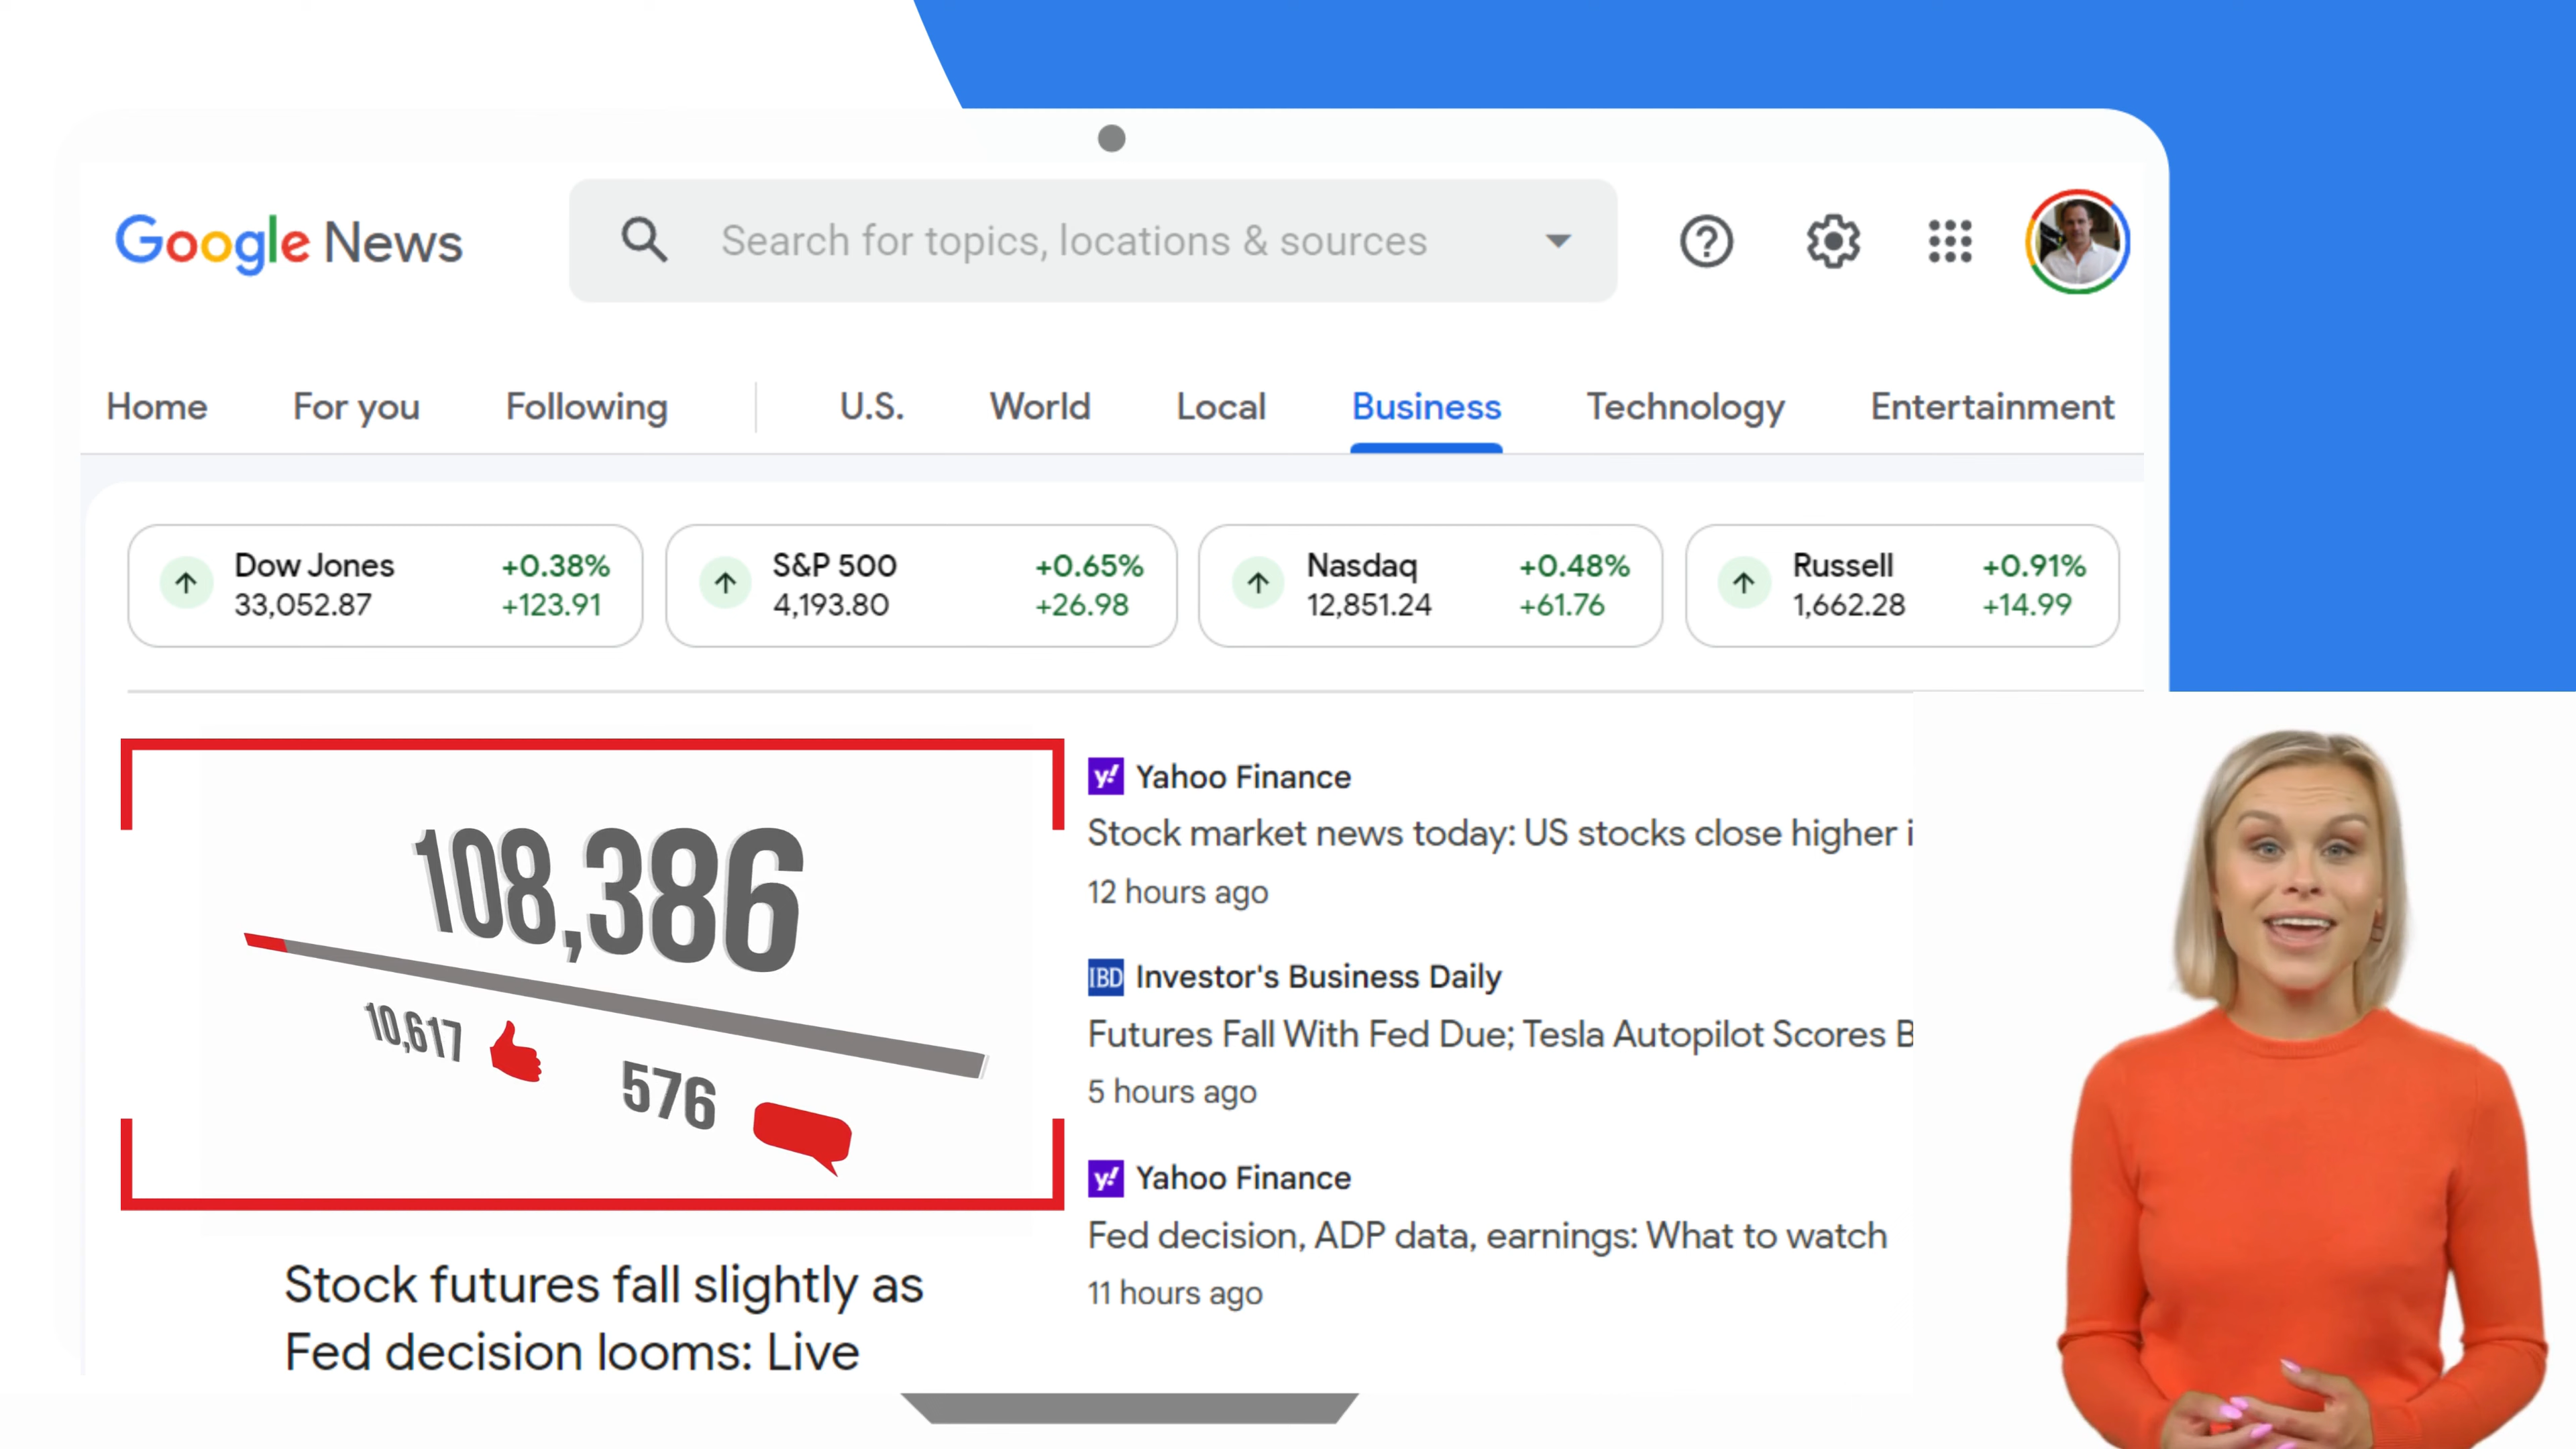 Google News
Search for topics, locations & sources
Home For you Following U.S. World Local Business Technology Entertainment
Dow Jones +0.38%
33,052.87 +123.91
S&P 500 +0.65%
4,193.80 +26.98
Nasdaq +0.48%
12,851.24 +61.76
Russell +0.91%
1,662.28 +14.99
108,386
10,617
576
Stock futures fall slightly as
Fed decision looms: Live
y! Yahoo Finance
Stock market news today: US stocks close higher i
12 hours ago
IBD Investor's Business Daily
Futures Fall With Fed Due; Tesla Autopilot Scores B
5 hours ago
y! Yahoo Finance
Fed decision, ADP data, earnings: What to watch
11 hours ago